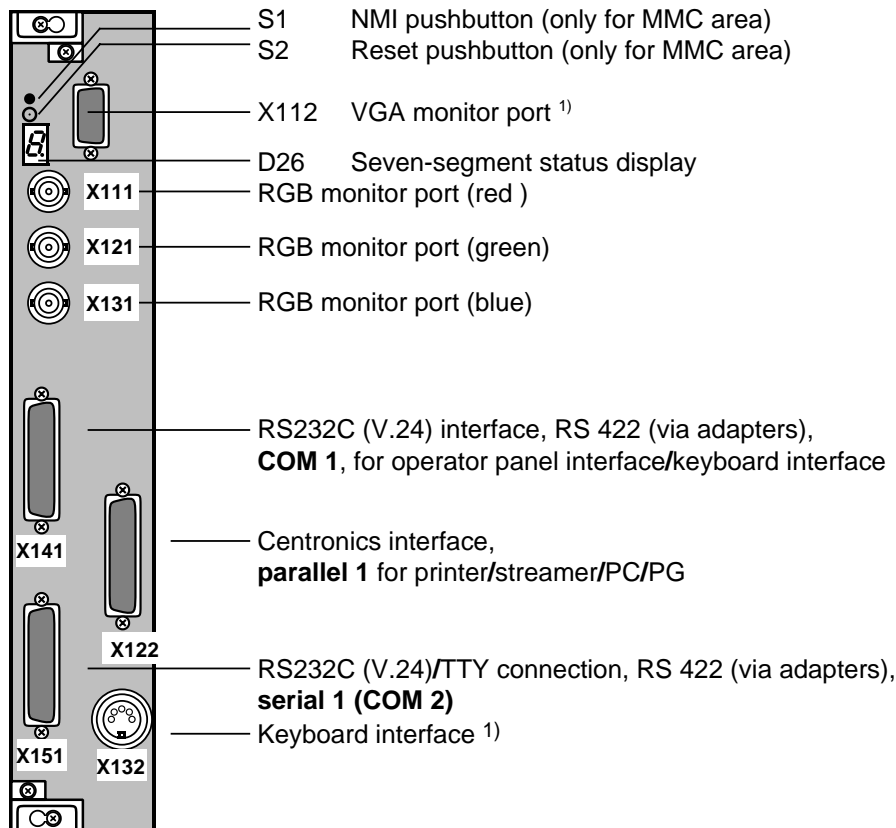 S1 NMI pushbutton (only for MMC area)
S2 Reset pushbutton (only for MMC area)
X112 VGA monitor port 1)
D26 Seven-segment status display
8.
X111 RGB monitor port (red )
X121 RGB monitor port (green)
X131 RGB monitor port (blue)
RS232C (V.24) interface, RS 422 (via adapters),
COM 1, for operator panel interface/keyboard interface
X141
Centronics interface,
parallel 1 for printer/streamer/PC/PG
X122
RS232C (V.24)/TTY connection, RS 422 (via adapters),
serial 1 (COM 2)
Keyboard interface 1)
X151
X132